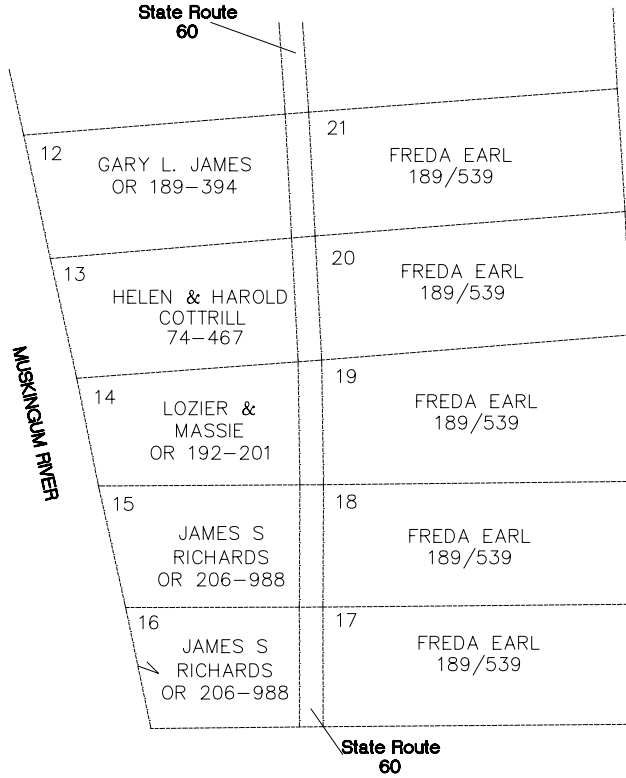 State Route
60
12
GARY L. JAMES
OR 189-394
21
FREDA EARL
189/539
13
HELEN & HAROLD
COTTRILL
74-467
20
FREDA EARL
189/539
MUSKINGUM RIVER
14
LOZIER &
MASSIE
OR 192-201
19
FREDA EARL
189/539
15
JAMES S
RICHARDS
OR 206-988
18
FREDA EARL
189/539
16
JAMES S
RICHARDS
OR 206-988
17
FREDA EARL
189/539
State Route
60